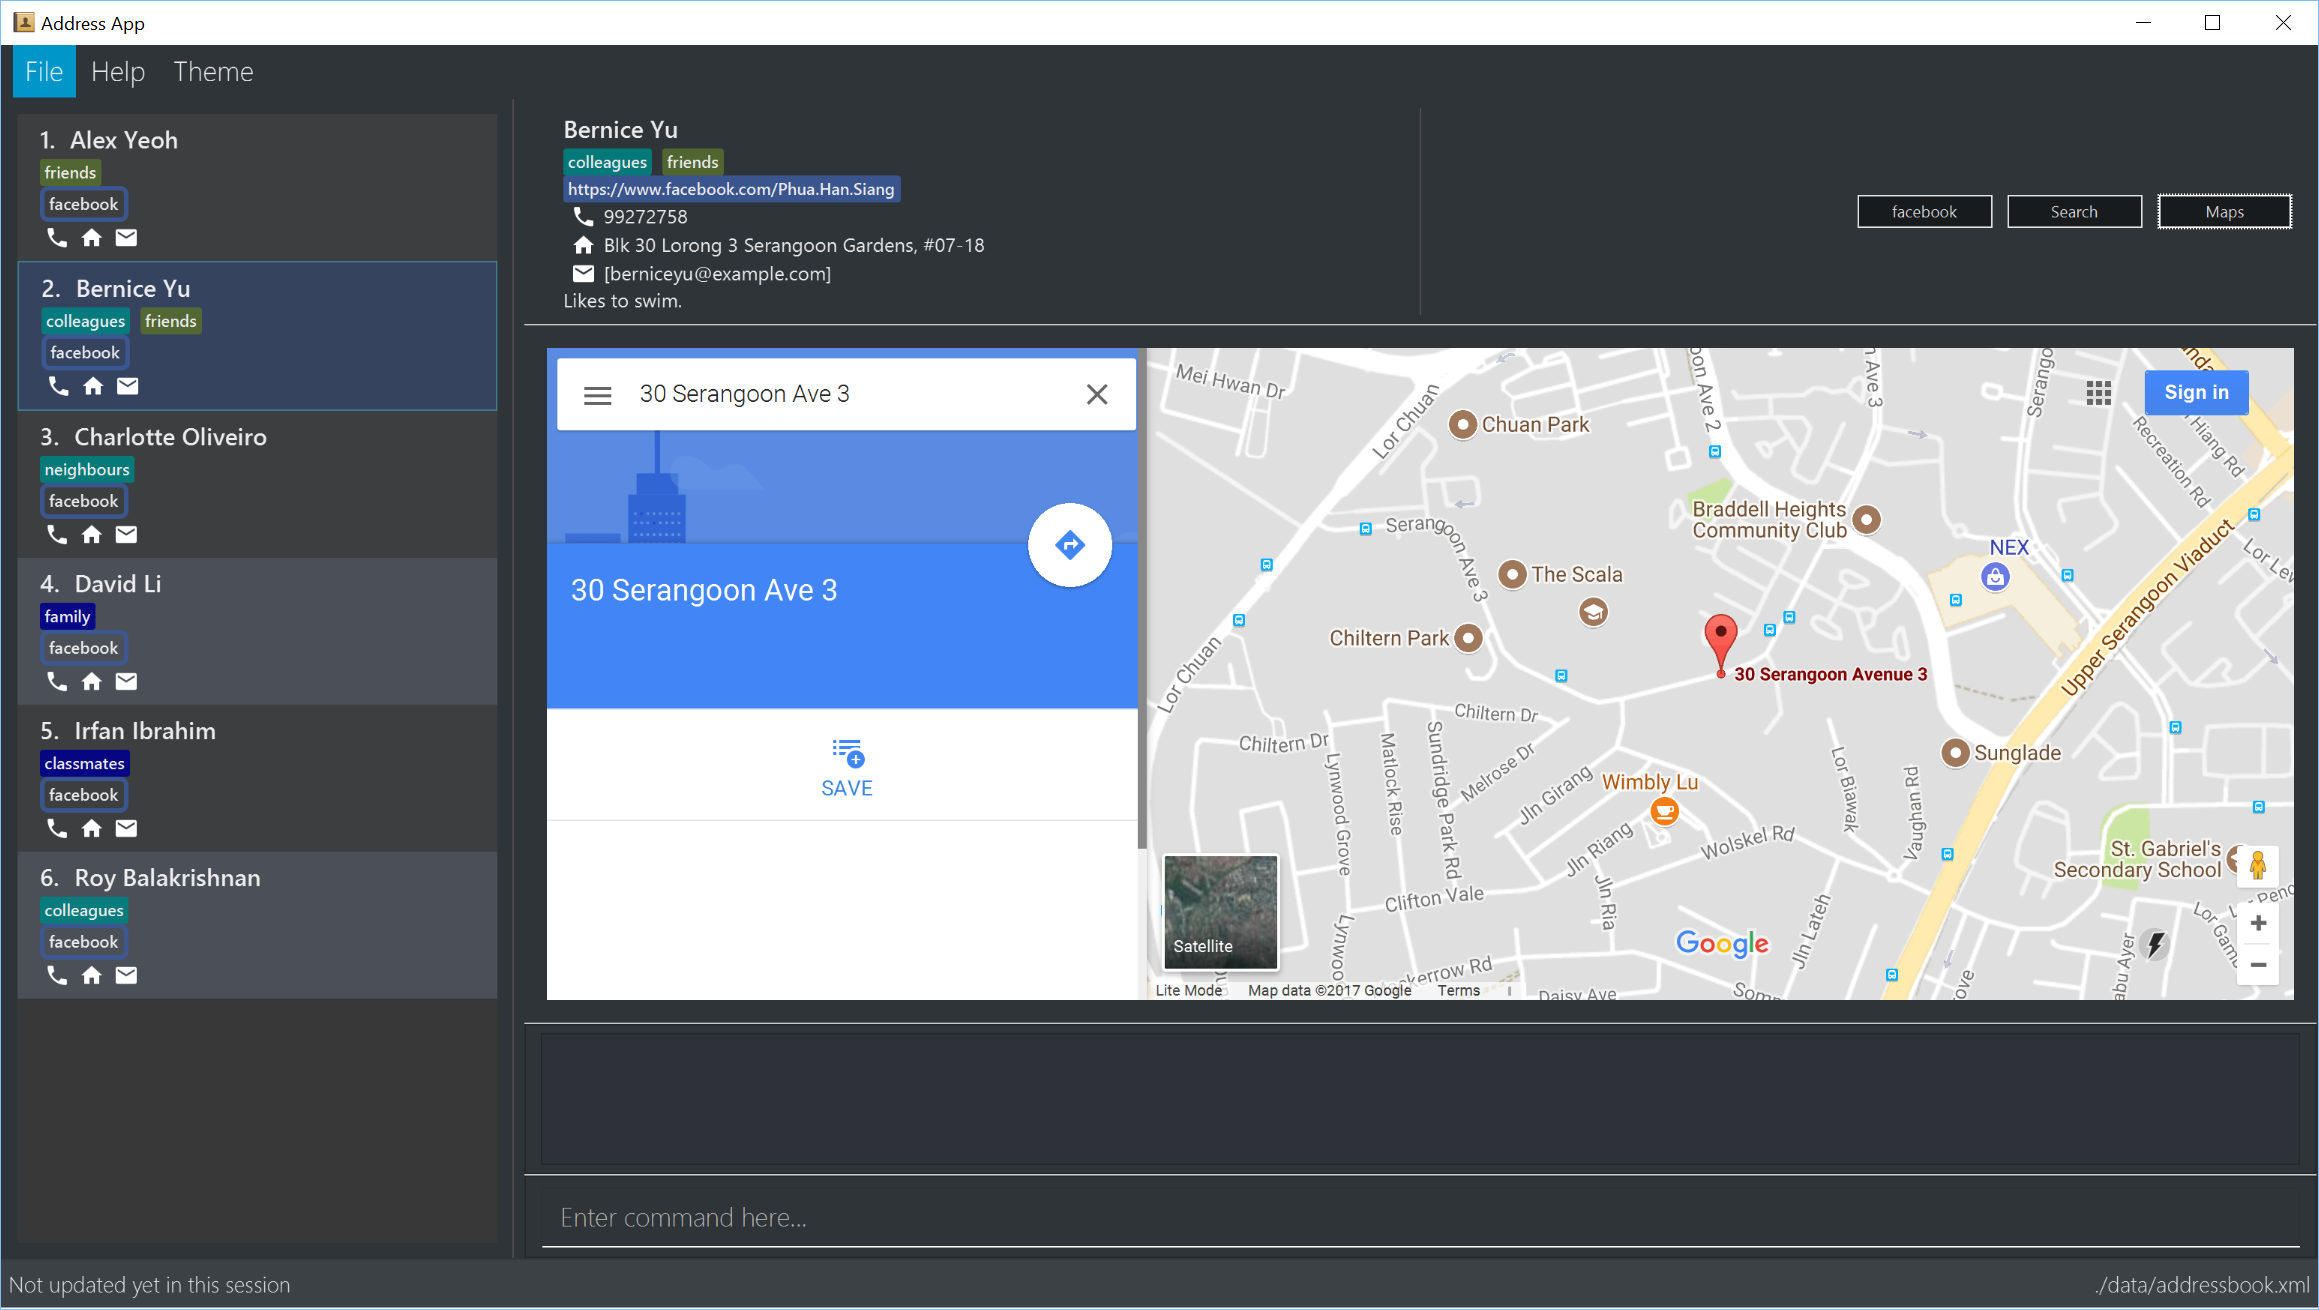 Address App
File Help Theme
1. Alex Yeoh
friends
facebook
2. Bernice Yu
colleagues friends
facebook
3. Charlotte Oliveiro
neighbours
facebook
4. David Li
family
facebook
5. Irfan Ibrahim
classmates
facebook
6. Roy Balakrishnan
colleagues
facebook
Bernice Yu
colleagues friends
https://www.facebook.com/Phua.Han.Siang
99272758
Blk 30 Lorong 3 Serangoon Gardens, #07-18
[berniceyu@example.com]
Likes to swim.
facebook Search Maps
30 Serangoon Ave 3
30 Serangoon Ave 3
SAVE
Sign in
Mei Hwan Dr
Lor Chuan
Chuan Park
Braddell Heights
Community Club
NEX
Hiang Rd
Recreation Rd
Serangoon Ave 3
The Scala
Chiltern Park
30 Serangoon Avenue 3
Upper Serangoon Viaduct
Lor Chuan
Chiltern Dr
Chiltern Dr
Lynwood Grove
Matlock Rise
Sundridge Park Rd
Melrose Dr
Jln Girang
Wimbly Lu
Lor Biawak
Vaughan Rd
Sunglade
Jln Riang
Wolskel Rd
St. Gabriel's
Secondary School
Clifton Vale
Jln Ria
Jln Lateh
Satellite
Google
Daisy Ave
Lite Mode Map data ©2017 Google Terms
Enter command here...
Not updated yet in this session
./data/addressbook.xml